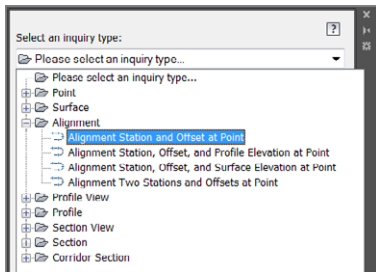 Select an inquiry type:
?
Please select an inquiry type...
Please select an inquiry type...
Point
Surface
Alignment
Alignment Station and Offset at Point
Alignment Station, Offset, and Profile Elevation at Point
Alignment Station, Offset, and Surface Elevation at Point
Alignment Two Stations and Offsets at Point
Profile View
Profile
Section View
Section
Corridor Section